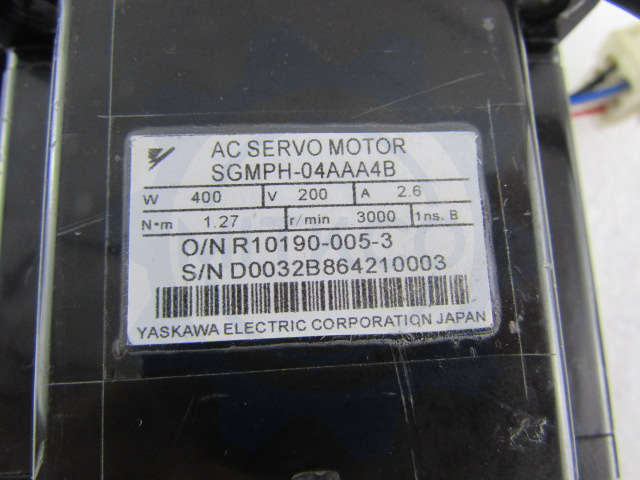 AC SERVO MOTOR
SGMPH-04AAA4B
W 400 V 200 A 2.6
N·m 1.27 r/min 3000 1ns. B
O/N R10190-005-3
S/N D0032B864210003
YASKAWA ELECTRIC CORPORATION JAPAN